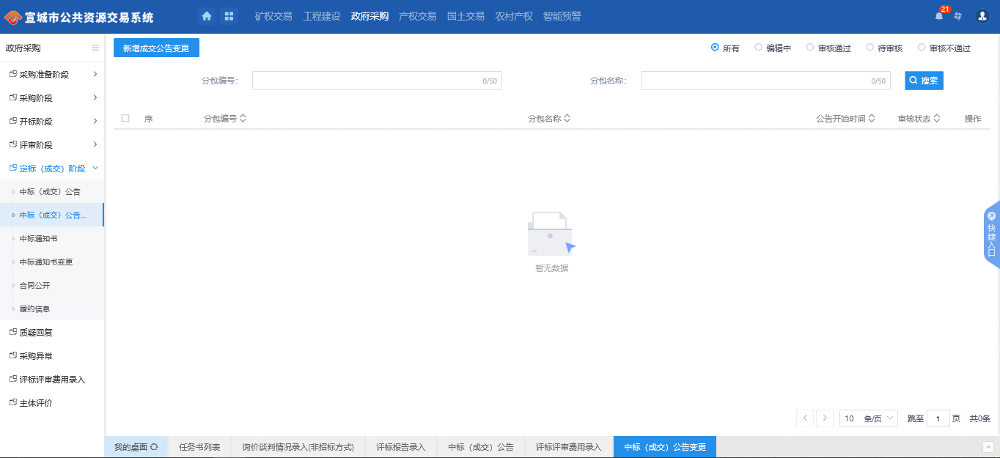 宣城市公共资源交易系统
矿权交易 工程建设 政府采购 产权交易 国土交易 农村产权 智能预警
21
政府采购
新增成交公告变更
所有 编辑中 审核通过 待审核 审核不通过
采购准备阶段
分包编号: 0/50 分包名称: 0/50 搜索
采购阶段
开标阶段
序 分包编号 分包名称 公告开始时间 审核状态 操作
评审阶段
定标（成交）阶段
中标（成交）公告
中标（成交）公告...
中标通知书
中标通知书变更
合同公开
履约信息
质疑回复
采购异常
评标评审费用录入
主体评价
暂无数据
快捷入口
10 条/页 跳至 1 页 共0条
我的桌面 任务书列表 询价谈判情况录入(非招标方式) 评标报告录入 中标（成交）公告 评标评审费用录入 中标（成交）公告变更